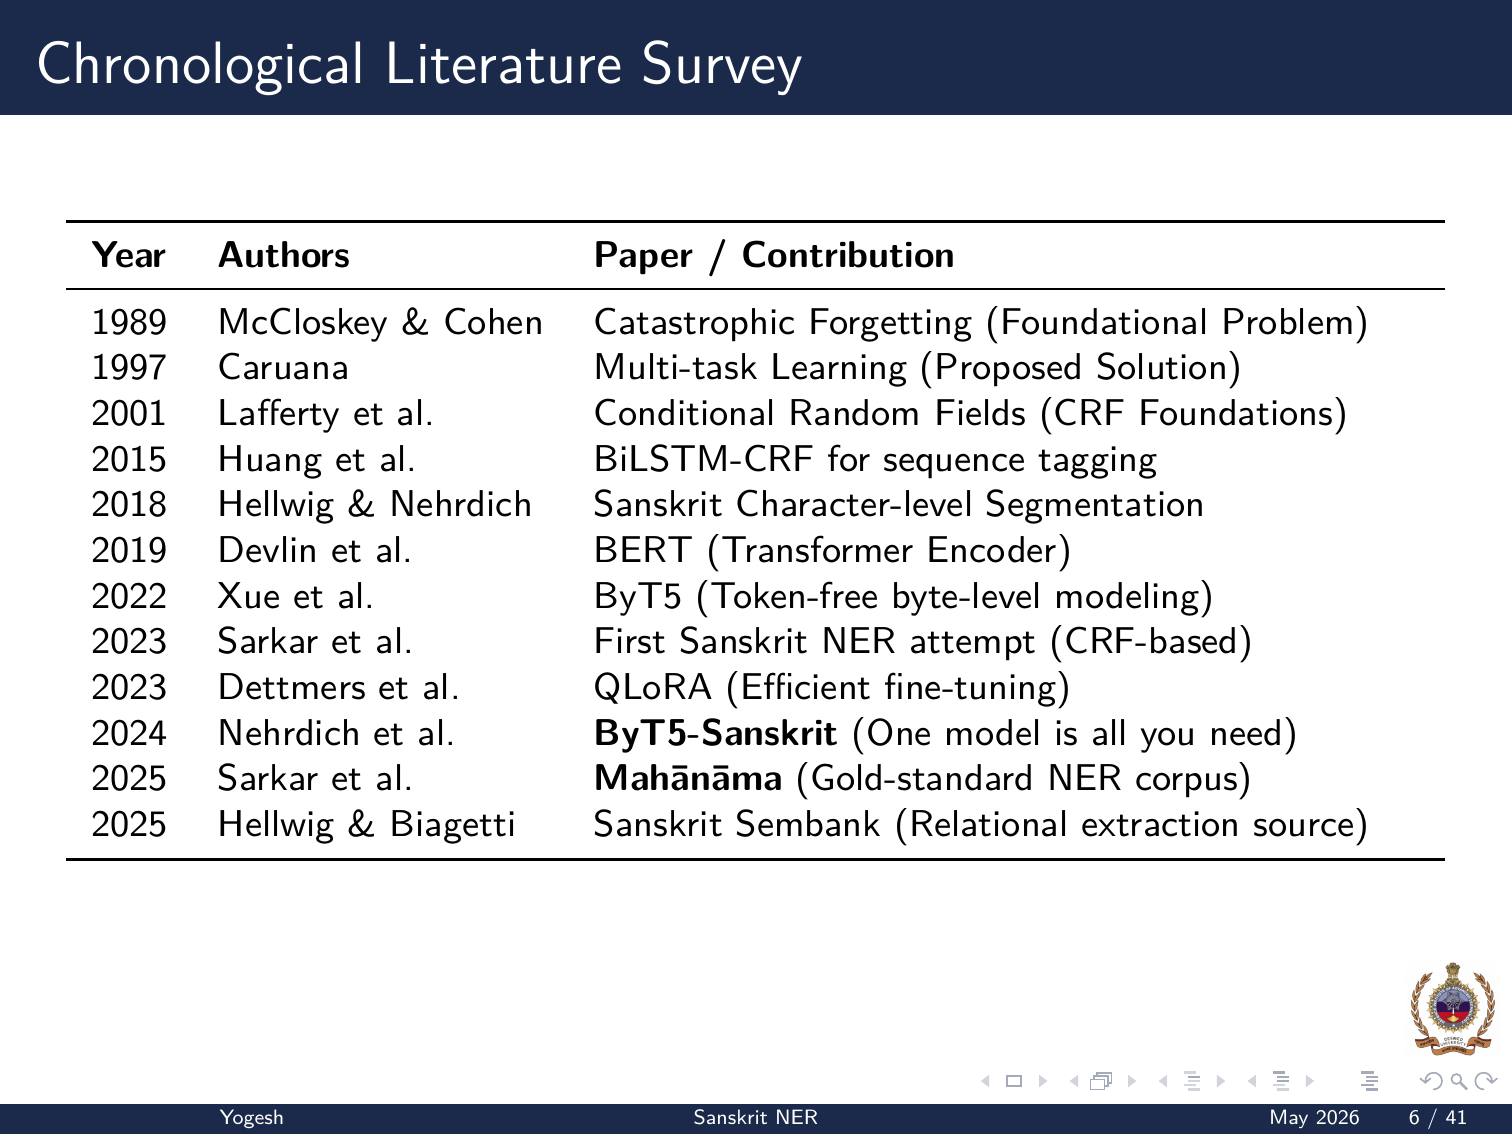 Chronological Literature Survey
Year Authors Paper / Contribution
1989 McCloskey & Cohen Catastrophic Forgetting (Foundational Problem)
1997 Caruana Multi-task Learning (Proposed Solution)
2001 Lafferty et al. Conditional Random Fields (CRF Foundations)
2015 Huang et al. BiLSTM-CRF for sequence tagging
2018 Hellwig & Nehrdich Sanskrit Character-level Segmentation
2019 Devlin et al. BERT (Transformer Encoder)
2022 Xue et al. ByT5 (Token-free byte-level modeling)
2023 Sarkar et al. First Sanskrit NER attempt (CRF-based)
2023 Dettmers et al. QLoRA (Efficient fine-tuning)
2024 Nehrdich et al. ByT5-Sanskrit (One model is all you need)
2025 Sarkar et al. Mahānāma (Gold-standard NER corpus)
2025 Hellwig & Biagetti Sanskrit Sembank (Relational extraction source)
Yogesh Sanskrit NER May 2026 6 / 41